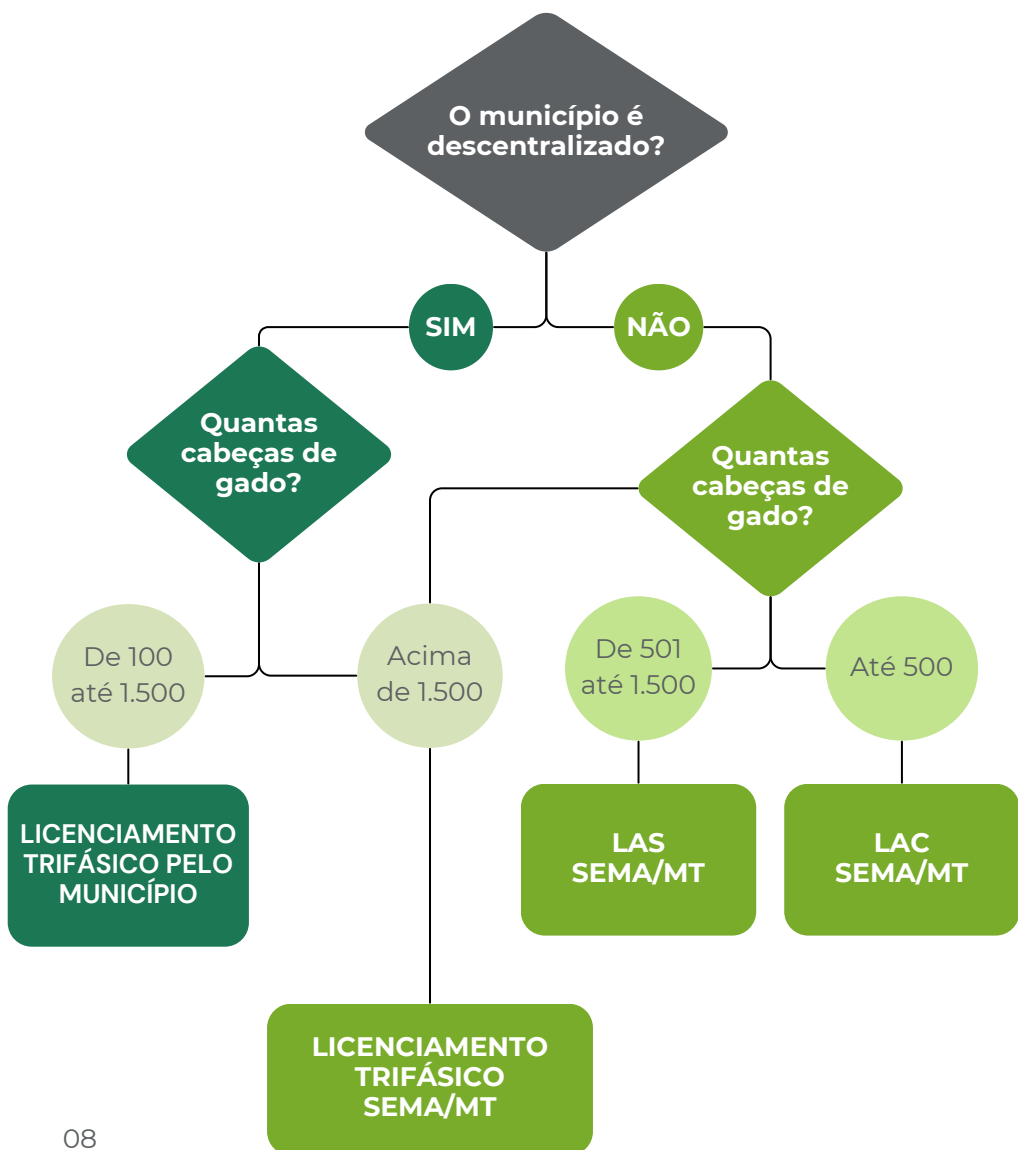 O município é
descentralizado?
SIM
NÃO
Quantas
cabeças de
gado?
Quantas
cabeças de
gado?
De 100
até 1.500
Acima
de 1.500
De 501
até 1.500
Até 500
LICENCIAMENTO
TRIFÁSICO PELO
MUNICÍPIO
LAS
SEMA/MT
LAC
SEMA/MT
LICENCIAMENTO
TRIFÁSICO
SEMA/MT
08